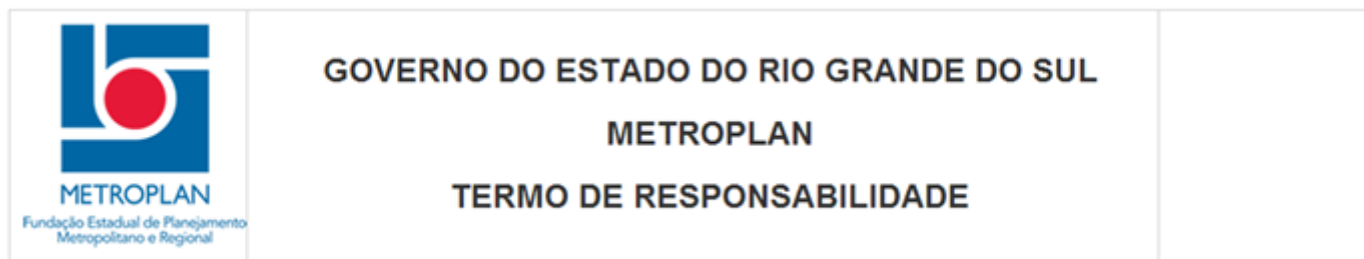 METROPLAN
Fundação Estadual de Planejamento
Metropolitano e Regional
GOVERNO DO ESTADO DO RIO GRANDE DO SUL
METROPLAN
TERMO DE RESPONSABILIDADE